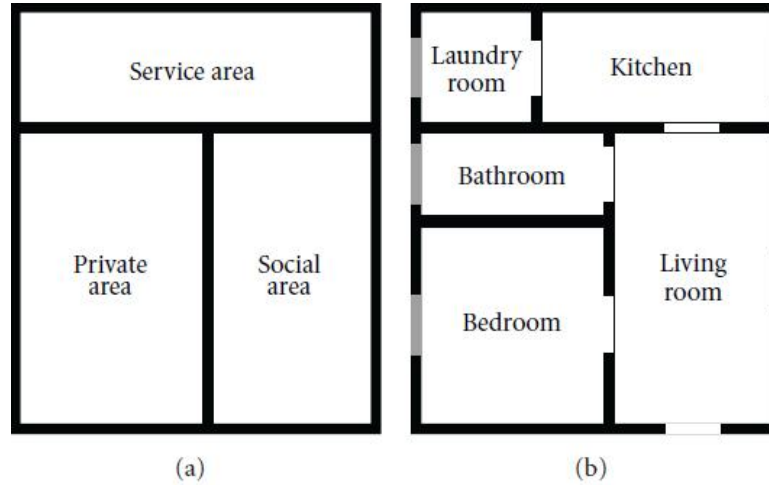 Service area
Private
area
Social
area
(a)
Laundry
room
Kitchen
Bathroom
Bedroom
Living
room
(b)